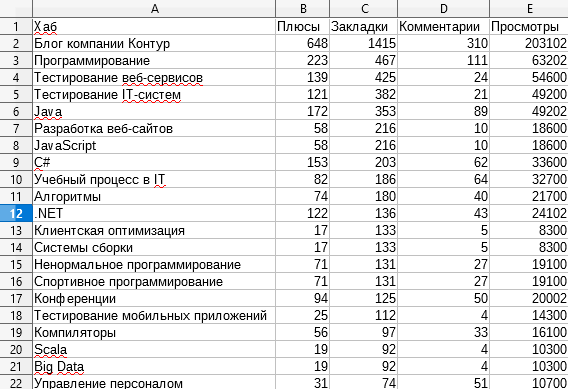 A B C D E
1 Хаб Плюсы Закладки Комментарии Просмотры
2 Блог компании Контур 648 1415 310 203102
3 Программирование 223 467 111 63202
4 Тестирование веб-сервисов 139 425 24 54600
5 Тестирование IT-систем 121 382 21 49200
6 Java 172 353 89 49202
7 Разработка веб-сайтов 58 216 10 18600
8 JavaScript 58 216 10 18600
9 C# 153 203 62 33600
10 Учебный процесс в IT 82 186 64 32700
11 Алгоритмы 74 180 40 21700
12 .NET 122 136 43 24102
13 Клиентская оптимизация 17 133 5 8300
14 Системы сборки 17 133 5 8300
15 Ненормальное программирование 71 131 27 19100
16 Спортивное программирование 71 131 27 19100
17 Конференции 94 125 50 20002
18 Тестирование мобильных приложений 25 112 4 14300
19 Компиляторы 56 97 33 16100
20 Scala 19 92 4 10300
21 Big Data 19 92 4 10300
22 Управление персоналом 31 74 51 10700